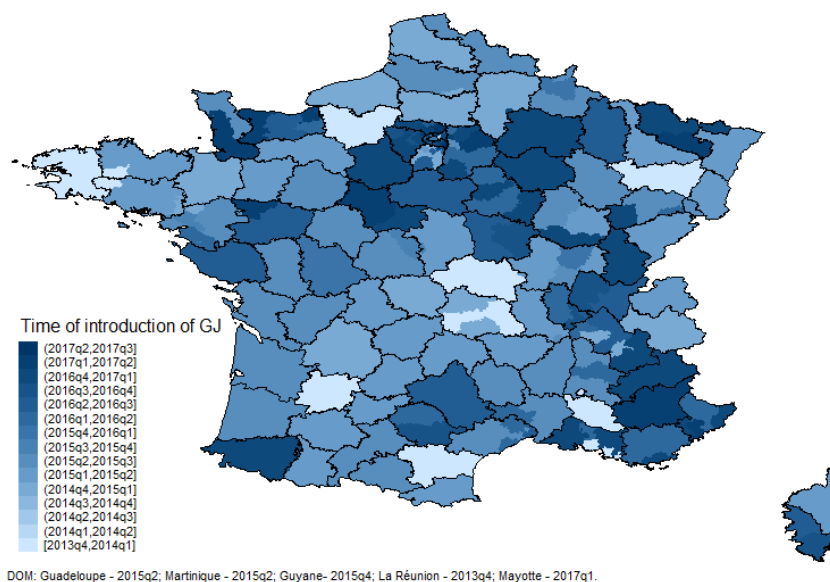 Time of introduction of GJ
(2017q2,2017q3]
(2017q1,2017q2]
(2016q4,2017q1]
(2016q3,2016q4]
(2016q2,2016q3]
(2016q1,2016q2]
(2015q4,2016q1]
(2015q3,2015q4]
(2015q2,2015q3]
(2015q1,2015q2]
(2014q4,2015q1]
(2014q3,2014q4]
(2014q2,2014q3]
(2014q1,2014q2]
[2013q4,2014q1]
DOM: Guadeloupe - 2015q2; Martinique - 2015q2; Guyane- 2015q4; La Réunion - 2013q4; Mayotte - 2017q1.